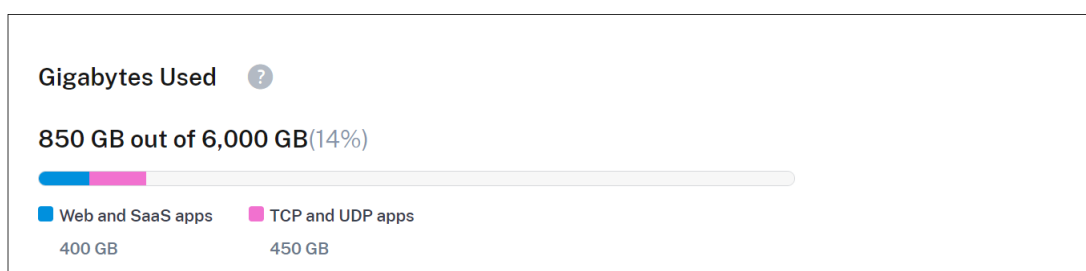 Gigabytes Used ?
850 GB out of 6,000 GB(14%)
Web and SaaS apps TCP and UDP apps
400 GB 450 GB